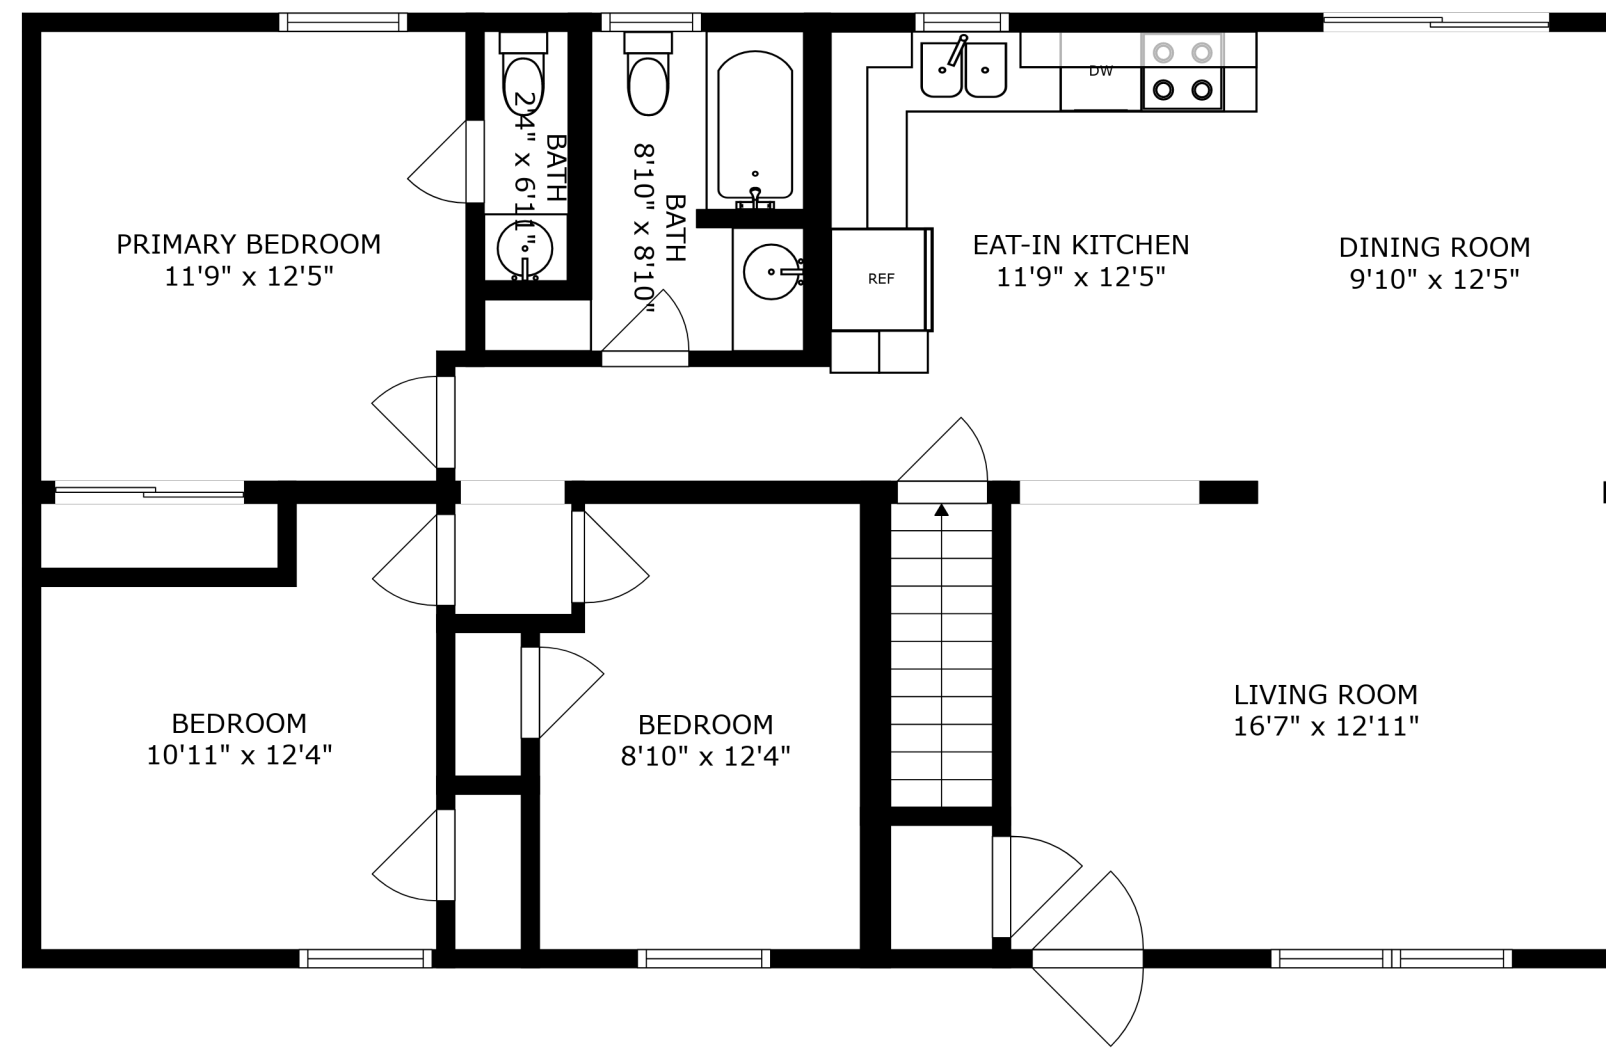 BATH
2'4" x 6'11"
BATH
8'10" x 8'10"
DW
PRIMARY BEDROOM
11'9" x 12'5"
REF
EAT-IN KITCHEN
11'9" x 12'5"
DINING ROOM
9'10" x 12'5"
BEDROOM
10'11" x 12'4"
BEDROOM
8'10" x 12'4"
LIVING ROOM
16'7" x 12'11"